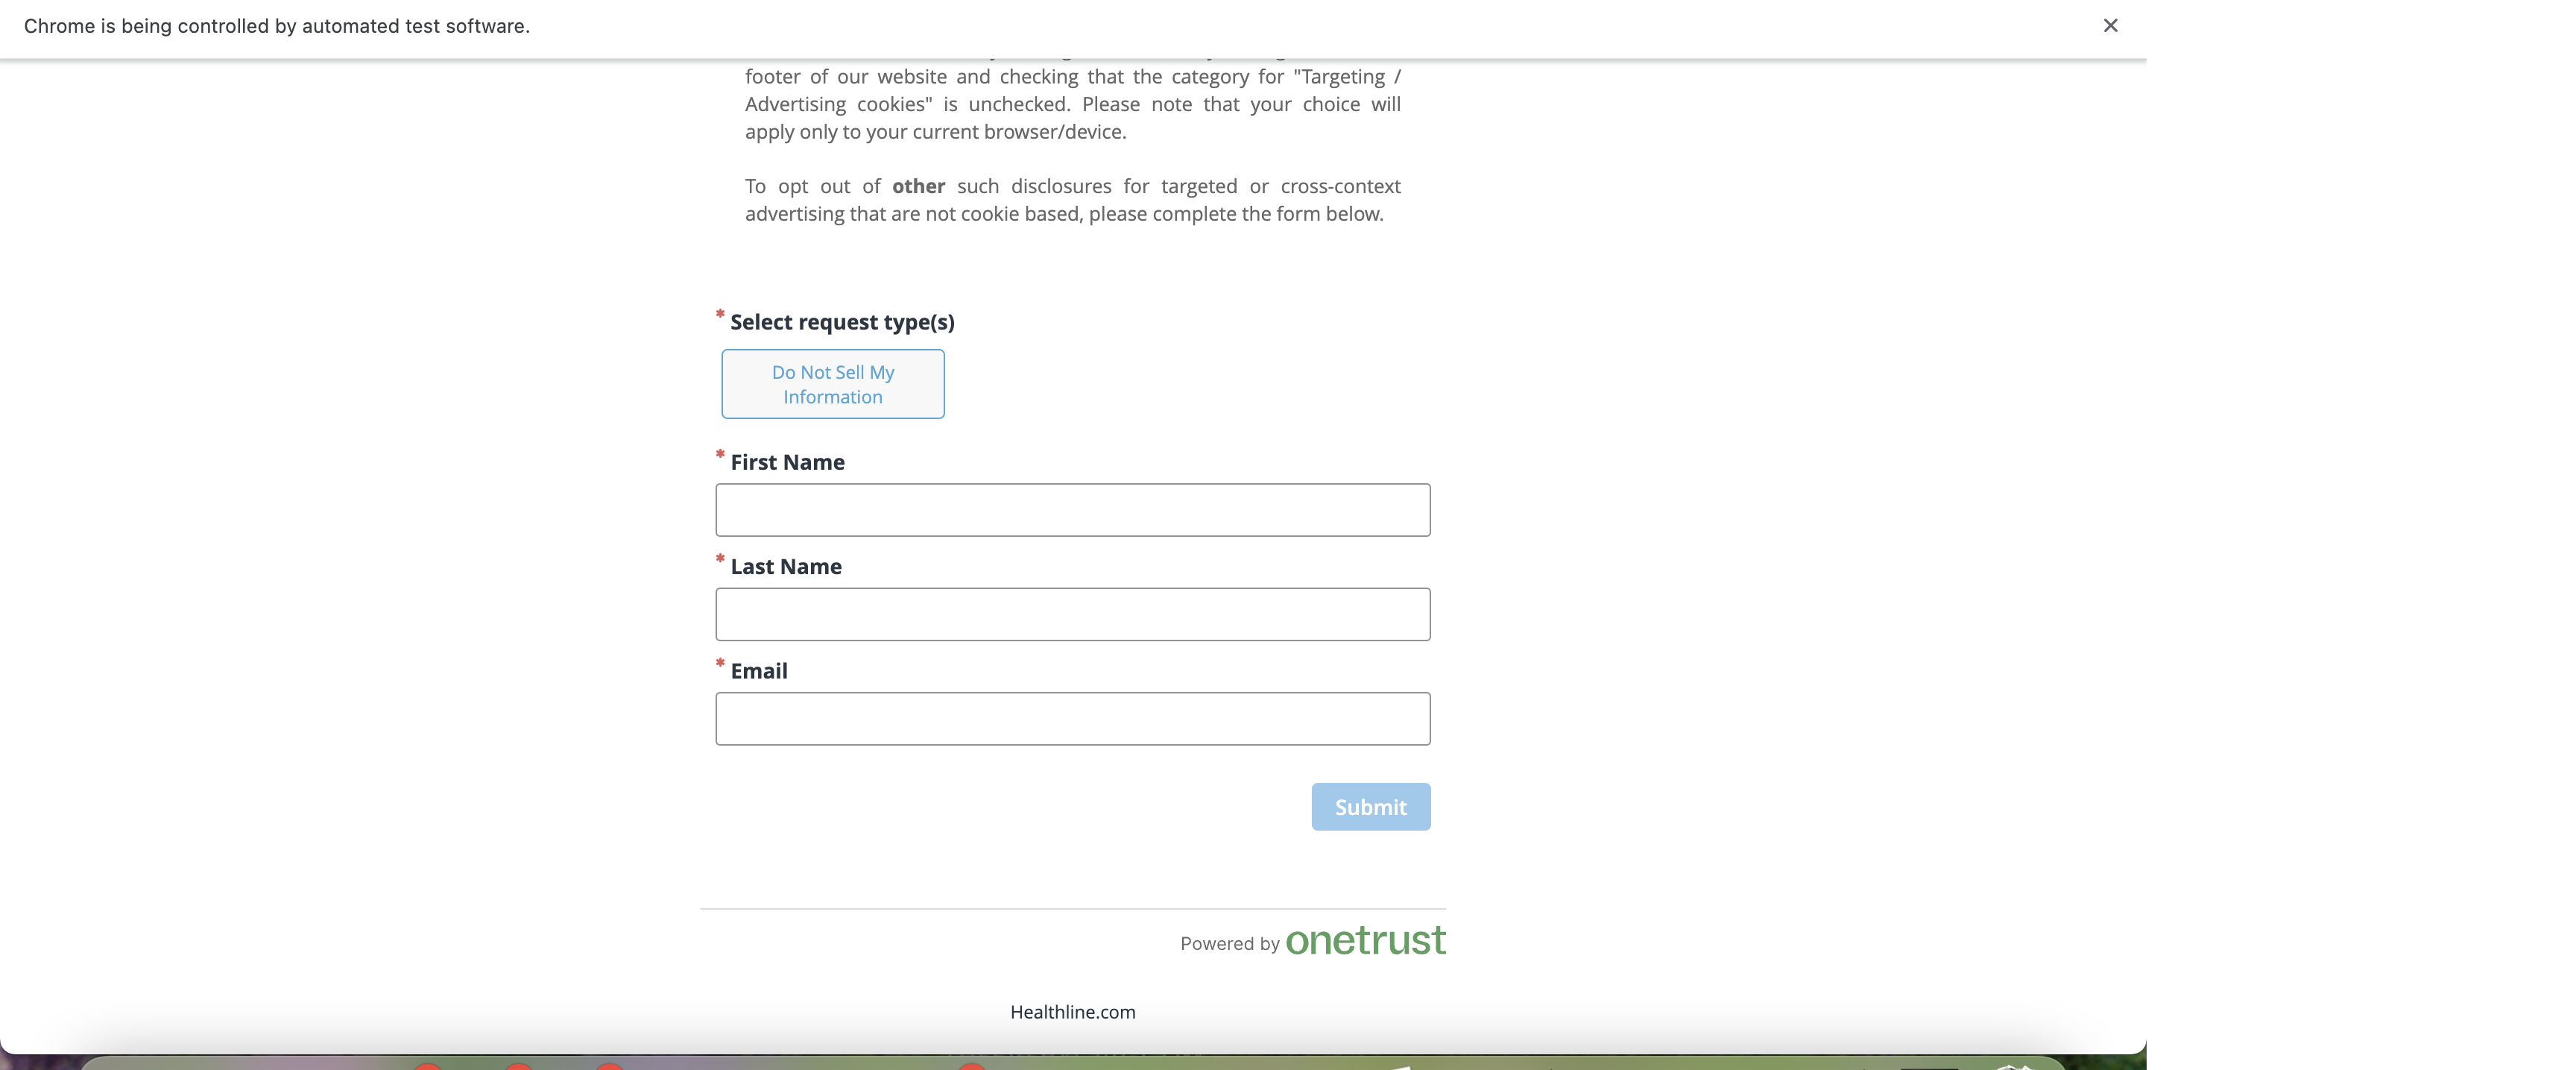 Chrome is being controlled by automated test software.
footer of our website and checking that the category for "Targeting /
Advertising cookies" is unchecked. Please note that your choice will
apply only to your current browser/device.
To opt out of other such disclosures for targeted or cross-context
advertising that are not cookie based, please complete the form below.
* Select request type(s)
Do Not Sell My
Information
* First Name
* Last Name
* Email
Submit
Powered by onetrust
Healthline.com